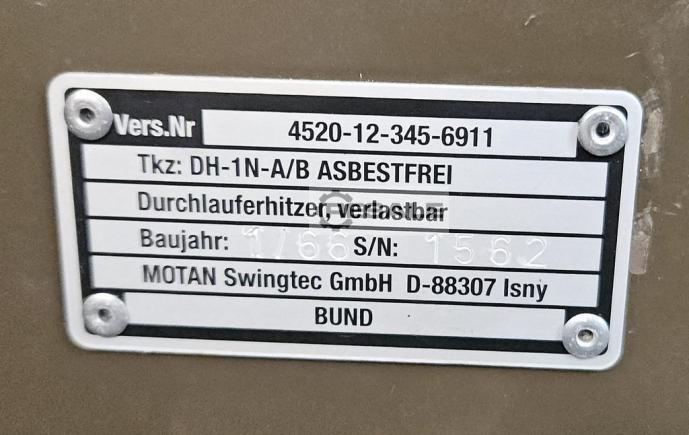 Vers.Nr 4520-12-345-6911
Tkz: DH-1N-A/B ASBESTFREI
Durchlauferhitzer, verlastbar
Baujahr: 1/66 S/N: 1562
MOTAN Swingtec GmbH D-88307 Isny
BUND